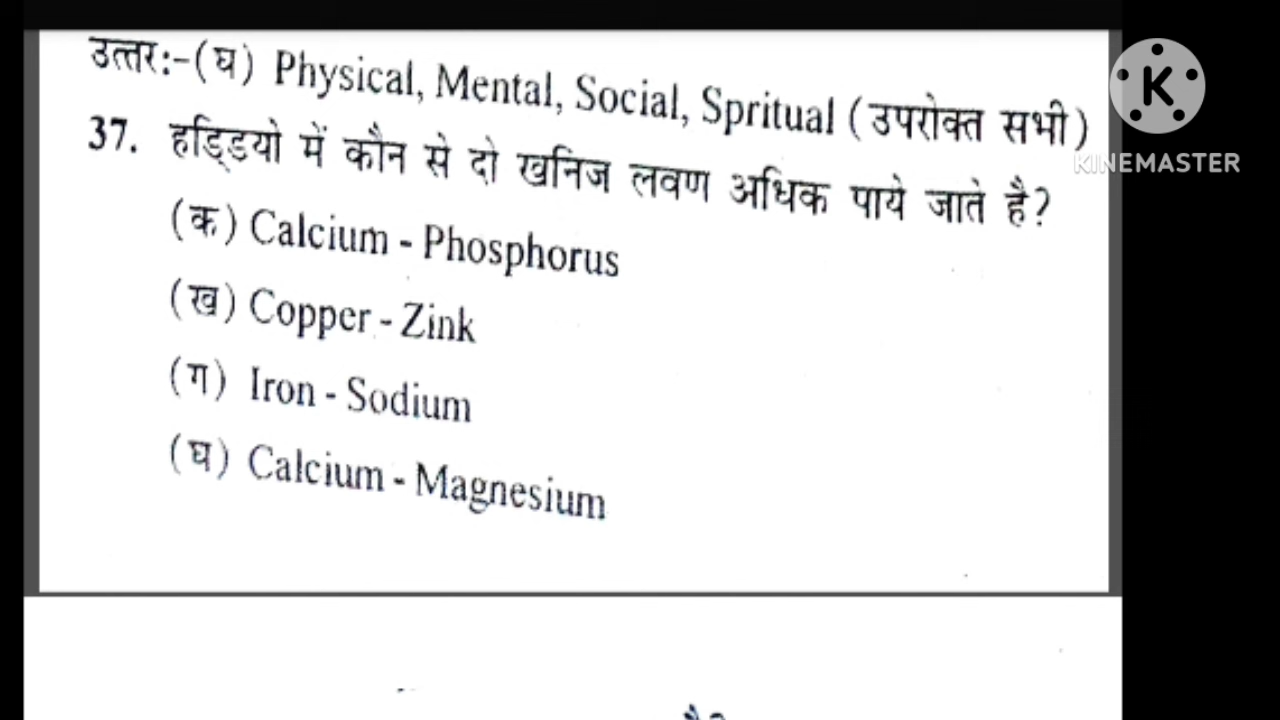 उत्तर:-(घ) Physical, Mental, Social, Spritual (उपरोक्त सभी)
K
KINEMASTER
37. हड्डियो में कौन से दो खनिज लवण अधिक पाये जाते है?
(क) Calcium - Phosphorus
(ख) Copper - Zink
(ग) Iron - Sodium
(घ) Calcium - Magnesium